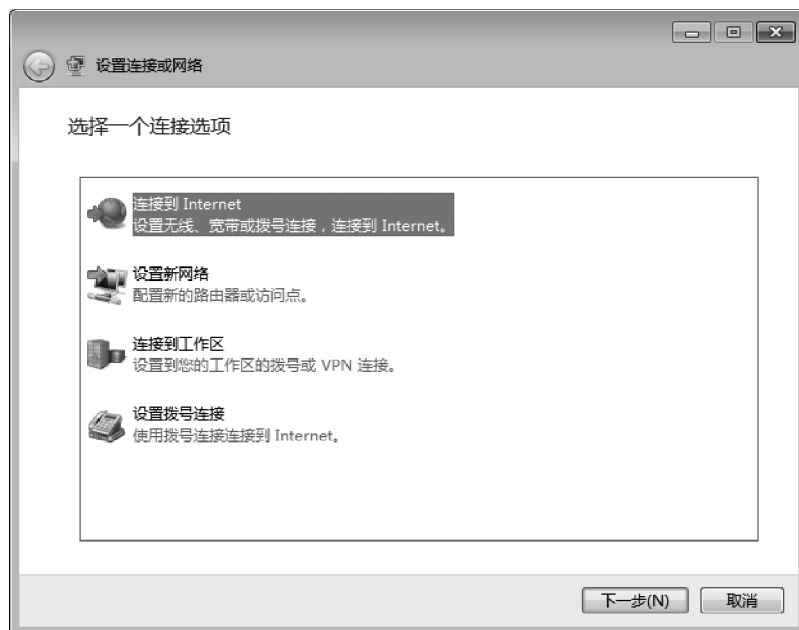 设置连接或网络
选择一个连接选项
连接到 Internet
设置无线、宽带或拨号连接，连接到 Internet。
设置新网络
配置新的路由器或访问点。
连接到工作区
设置到您的工作区的拨号或 VPN 连接。
设置拨号连接
使用拨号连接连接到 Internet。
下一步(N)
取消